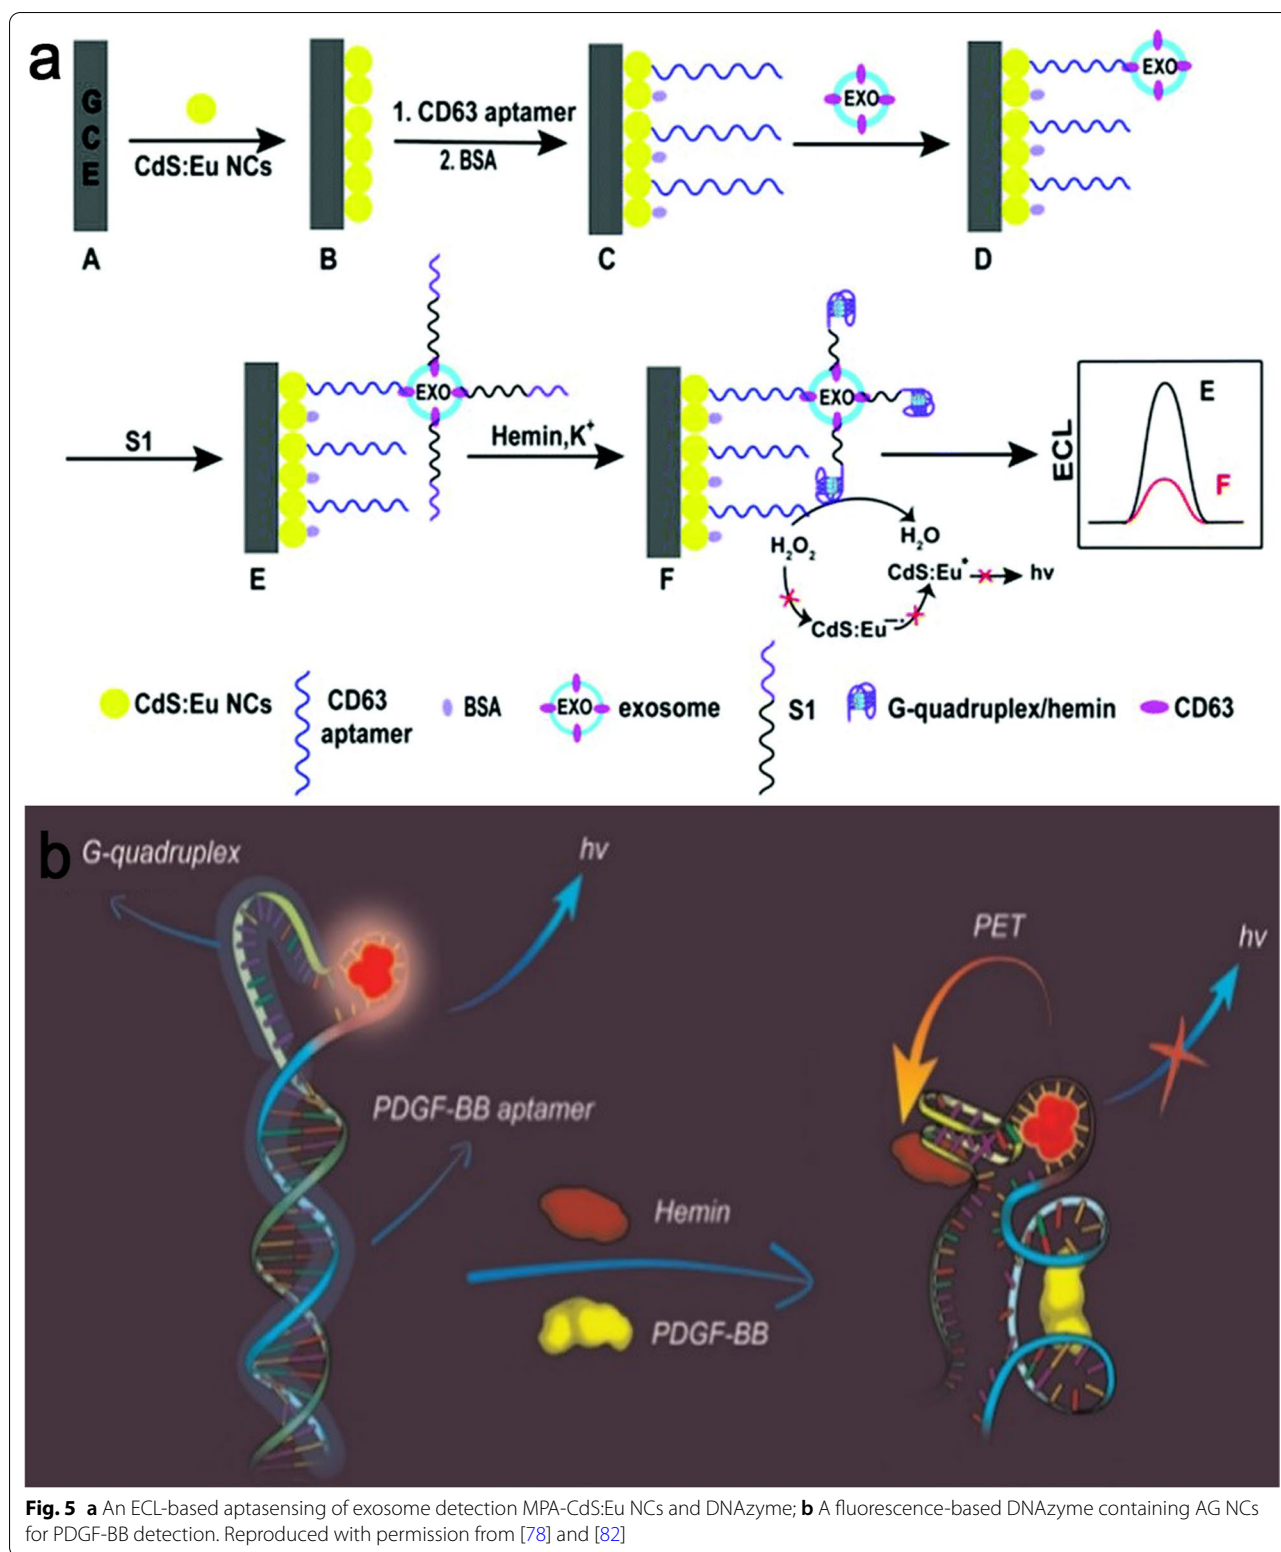 a
GCE
CdS:Eu NCs
1. CD63 aptamer
2. BSA
EXO
EXO
A
B
C
D
S1
EXO
Hemin,K⁺
EXO
H₂O₂
H₂O
CdS:Eu*
hν
CdS:Eu⁻·
ECL
E
F
E
F
CdS:Eu NCs
CD63
aptamer
BSA
EXO
exosome
S1
G-quadruplex/hemin
CD63
b
G-quadruplex
hv
PDGF-BB aptamer
Hemin
PDGF-BB
PET
hv
Fig. 5 a An ECL-based aptasensing of exosome detection MPA-CdS:Eu NCs and DNAzyme; b A fluorescence-based DNAzyme containing AG NCs
for PDGF-BB detection. Reproduced with permission from [78] and [82]